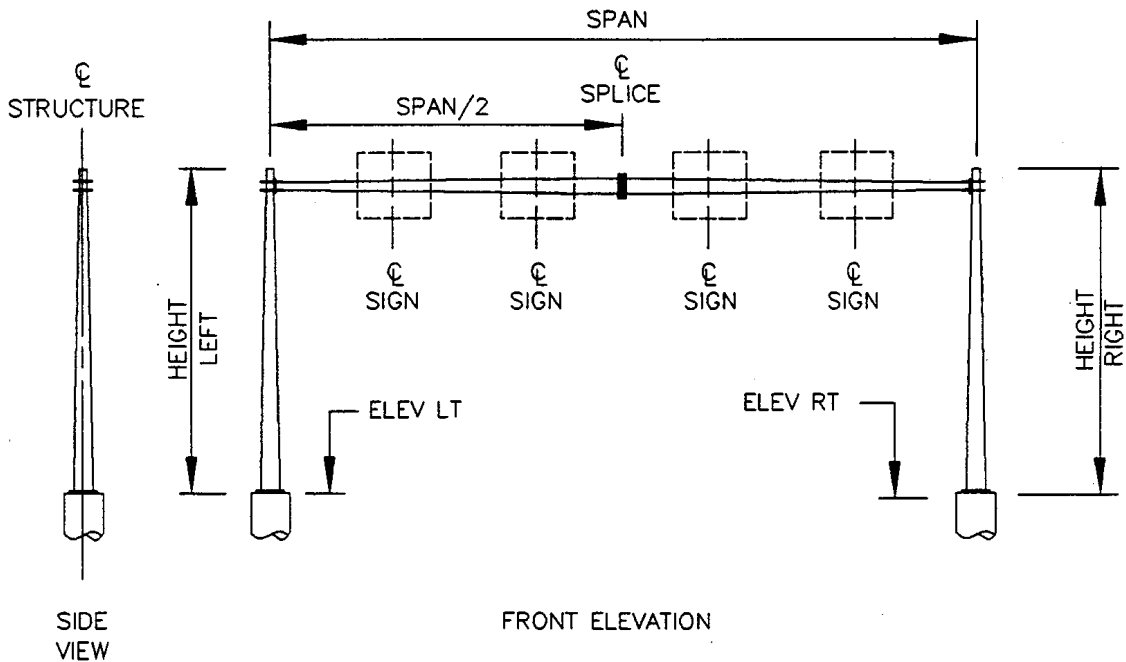 SPAN
℄
STRUCTURE
℄
SPLICE
SPAN/2
℄
SIGN
℄
SIGN
℄
SIGN
℄
SIGN
HEIGHT
LEFT
HEIGHT
RIGHT
ELEV LT
ELEV RT
SIDE
VIEW
FRONT ELEVATION